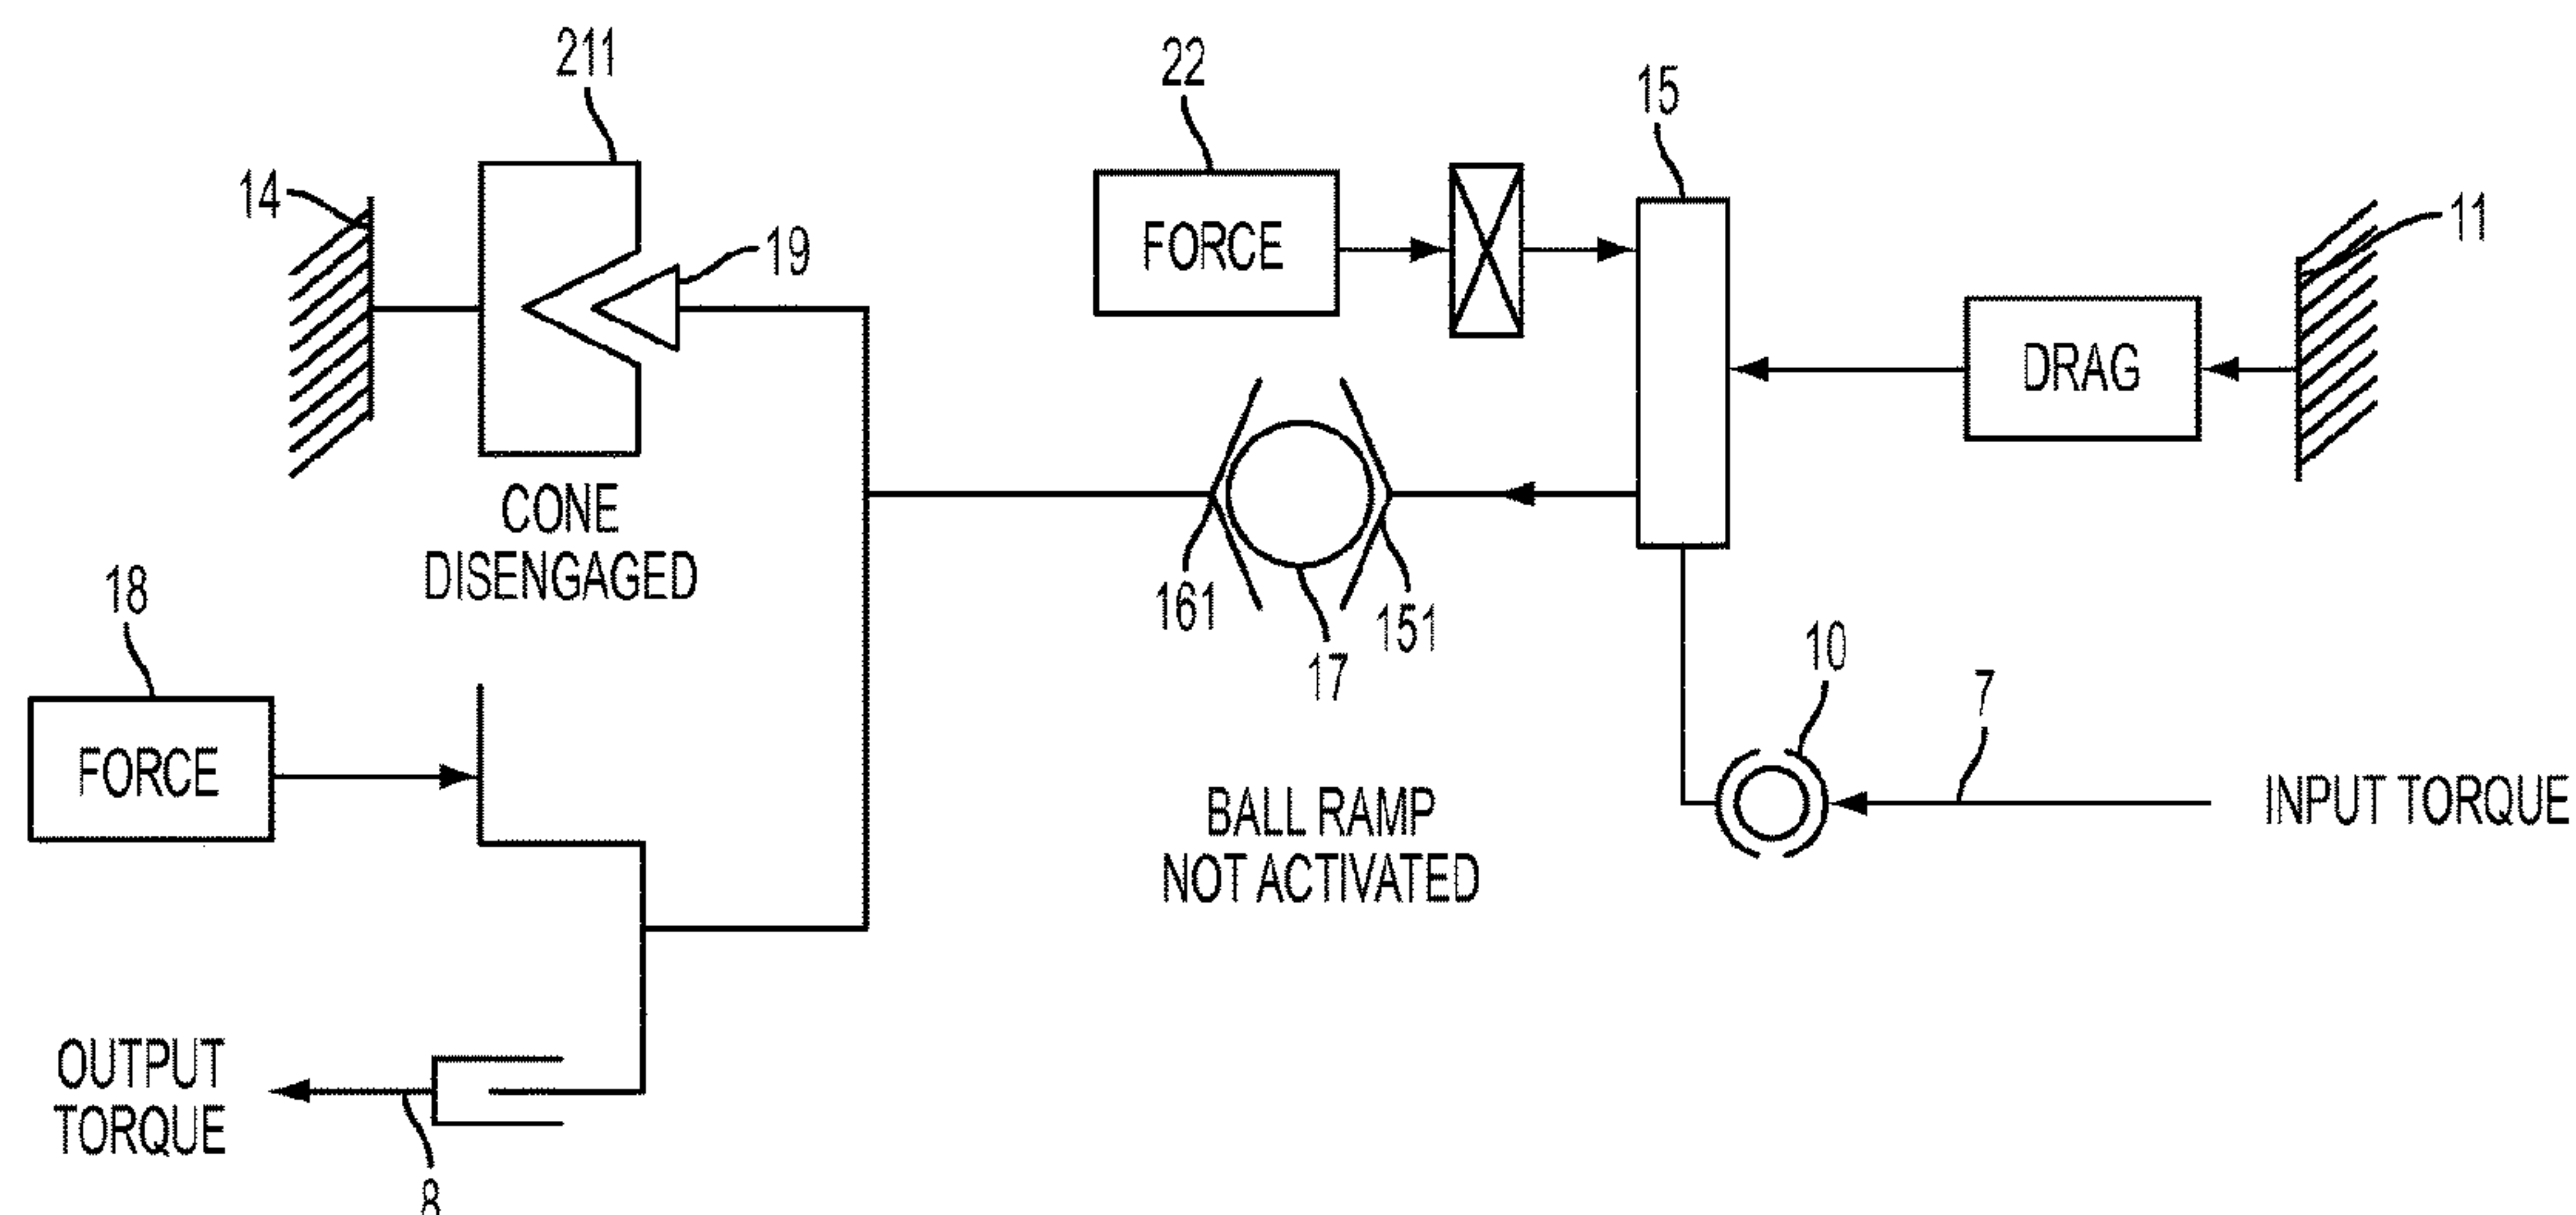 211
22
15
14
19
11
FORCE
DRAG
CONE
DISENGAGED
18
161
17
151
10
7
FORCE
BALL RAMP
NOT ACTIVATED
INPUT TORQUE
OUTPUT
TORQUE
8